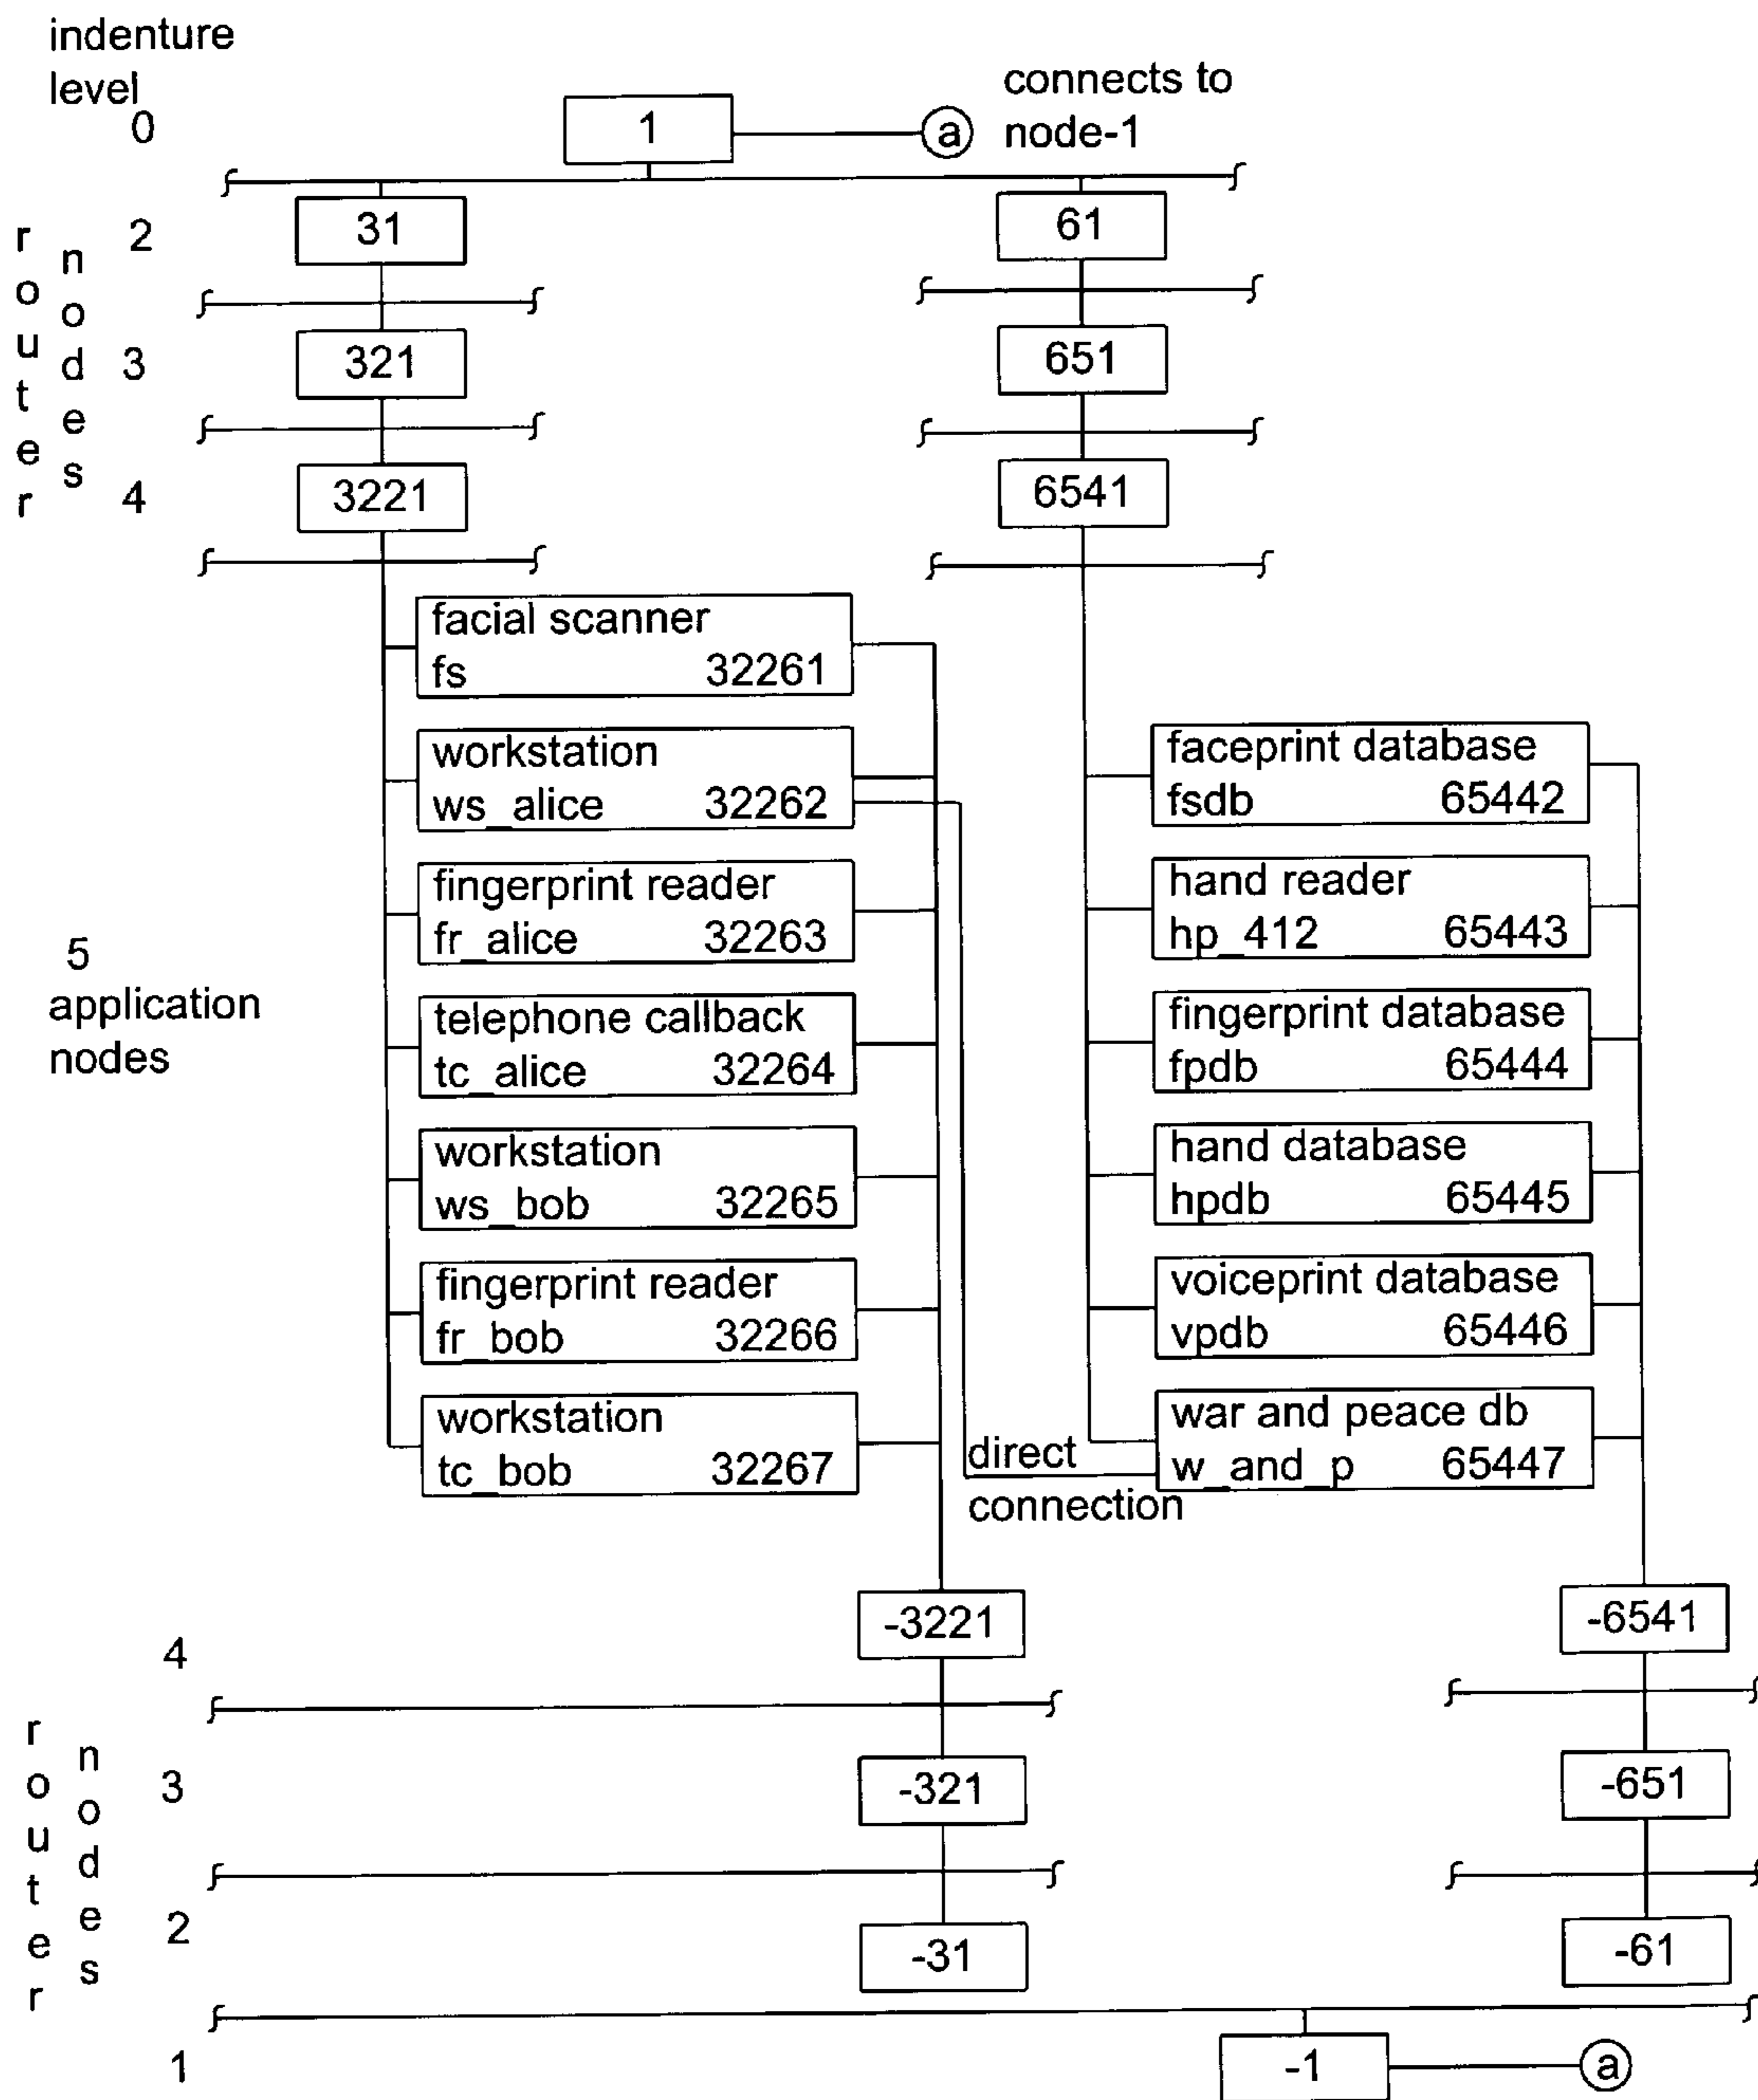 indenture
level
0
1
a
connects to
node-1
router
nodes
2
31
61
3
321
651
4
3221
6541
5
application
nodes
facial scanner
fs 32261
workstation
ws_alice 32262
fingerprint reader
fr_alice 32263
telephone callback
tc_alice 32264
workstation
ws_bob 32265
fingerprint reader
fr_bob 32266
workstation
tc_bob 32267
faceprint database
fsdb 65442
hand reader
hp_412 65443
fingerprint database
fpdb 65444
hand database
hpdb 65445
voiceprint database
vpdb 65446
war and peace db
w_and_p 65447
direct
connection
router
nodes
4
-3221
-6541
3
-321
-651
2
-31
-61
1
-1
a